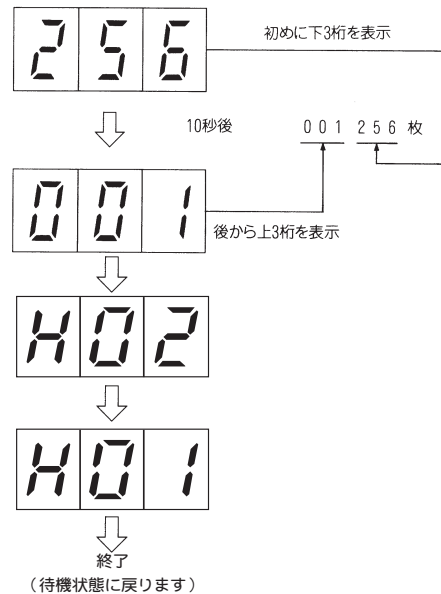 256
初めに下3桁を表示
10秒後
001 256 枚
001
後から上3桁を表示
H02
H01
終了
（待機状態に戻ります）